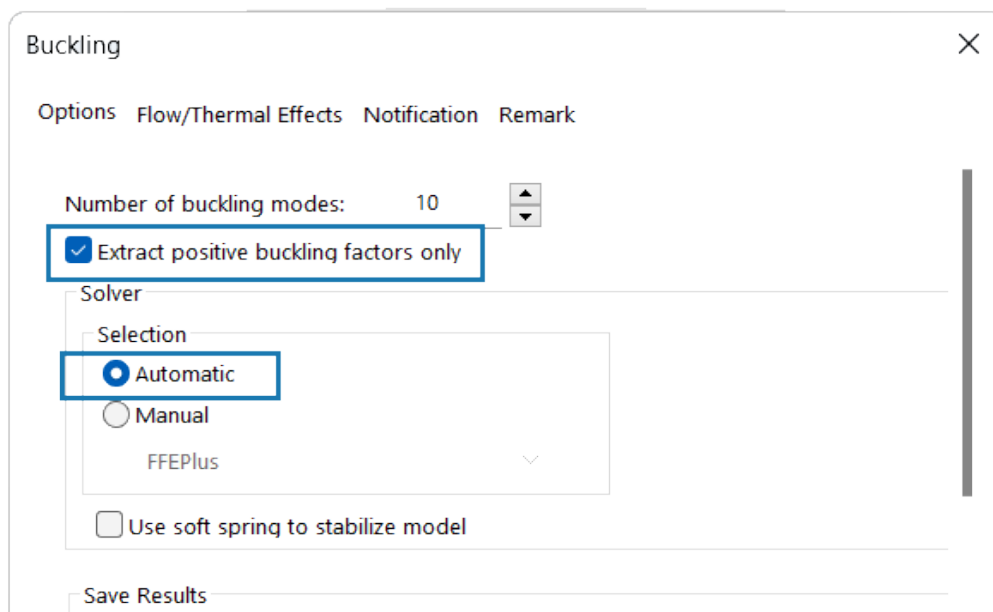 Buckling
Options Flow/Thermal Effects Notification Remark
Number of buckling modes: 10
Extract positive buckling factors only
Solver
Selection
Automatic
Manual
FFEPlus
Use soft spring to stabilize model
Save Results